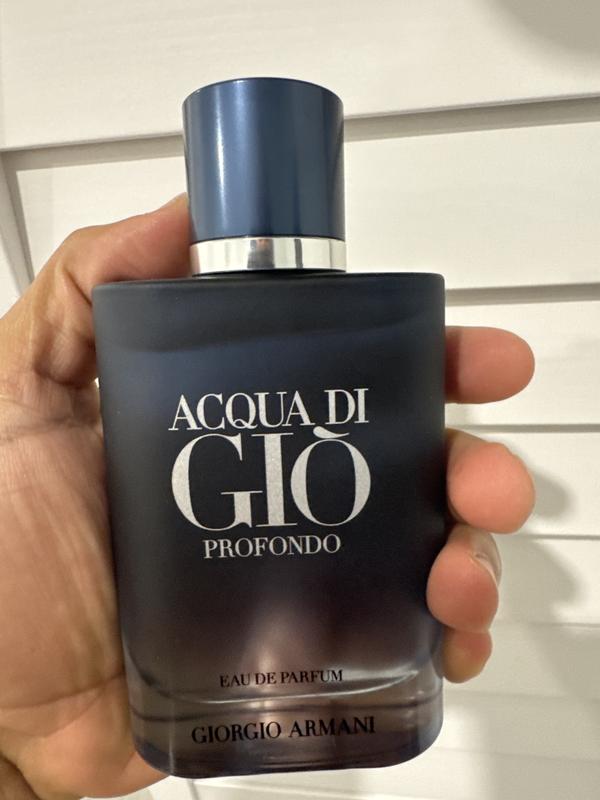 ACQUA DI
GIÒ
PROFONDO
EAU DE PARFUM
GIORGIO ARMANI